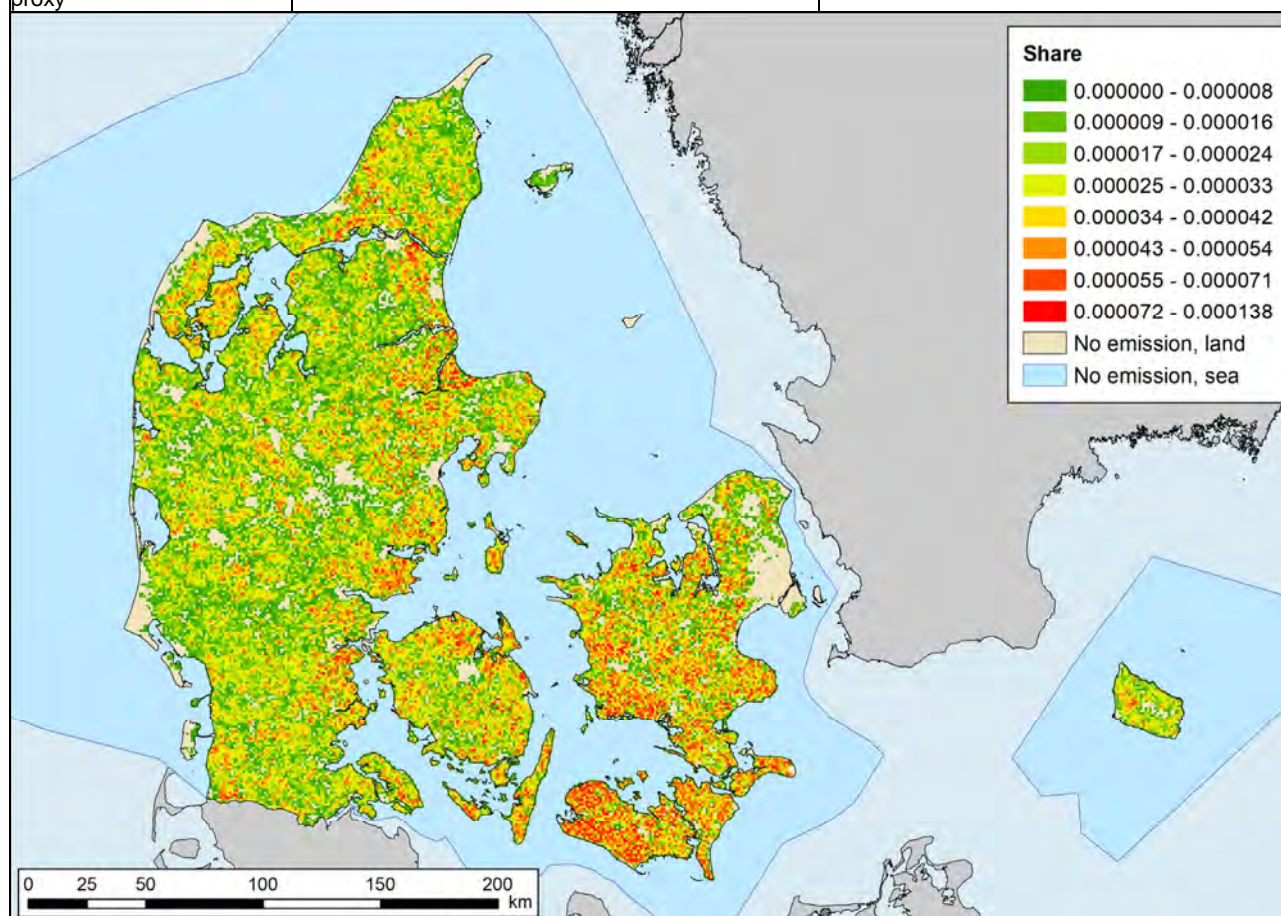 proxy
Share
0.000000 - 0.000008
0.000009 - 0.000016
0.000017 - 0.000024
0.000025 - 0.000033
0.000034 - 0.000042
0.000043 - 0.000054
0.000055 - 0.000071
0.000072 - 0.000138
No emission, land
No emission, sea
0 25 50 100 150 200
km